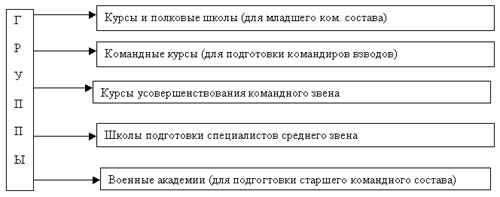 ГРУППЫ
Курсы и полковые школы (для младшего ком. состава)
Командные курсы (для подготовки командиров взводов)
Курсы усовершенствования командного звена
Школы подготовки специалистов среднего звена
Военные академии (для подгогтовки старшего командного состава)